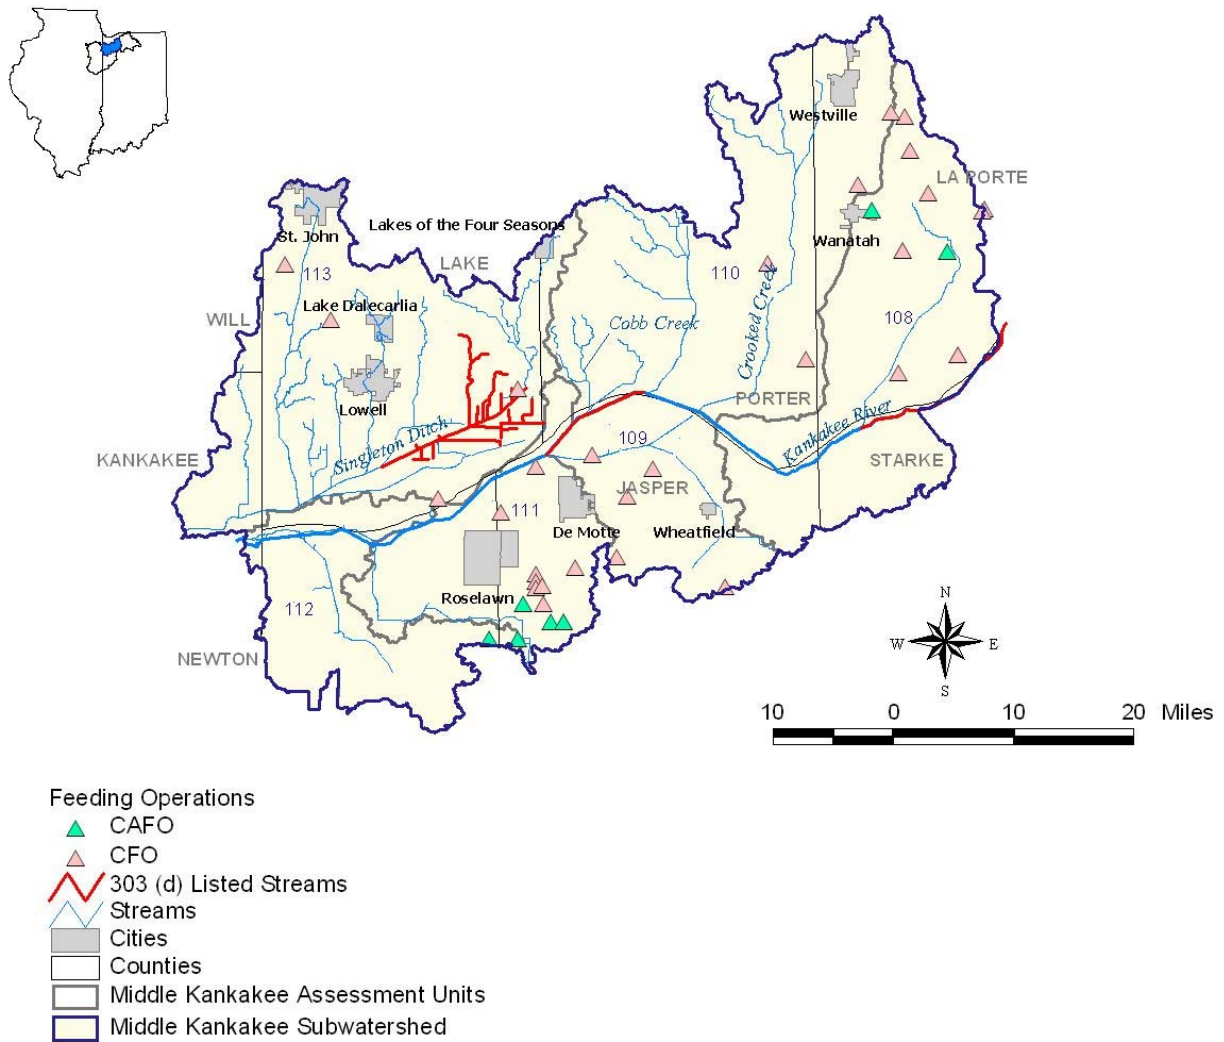 Westville
LA PORTE
St. John
Lakes of the Four Seasons
Wanatah
LAKE
113
110
Lake Dalecarlia
WILL
108
Cobb Creek
Crooked Creek
Lowell
PORTER
Singleton Ditch
109
Kankakee River
KANKAKEE
STARKE
JASPER
111
De Motte
Wheatfield
Roselawn
112
NEWTON
N
W
E
S
10 0 10 20 Miles
Feeding Operations
CAFO
CFO
303 (d) Listed Streams
Streams
Cities
Counties
Middle Kankakee Assessment Units
Middle Kankakee Subwatershed